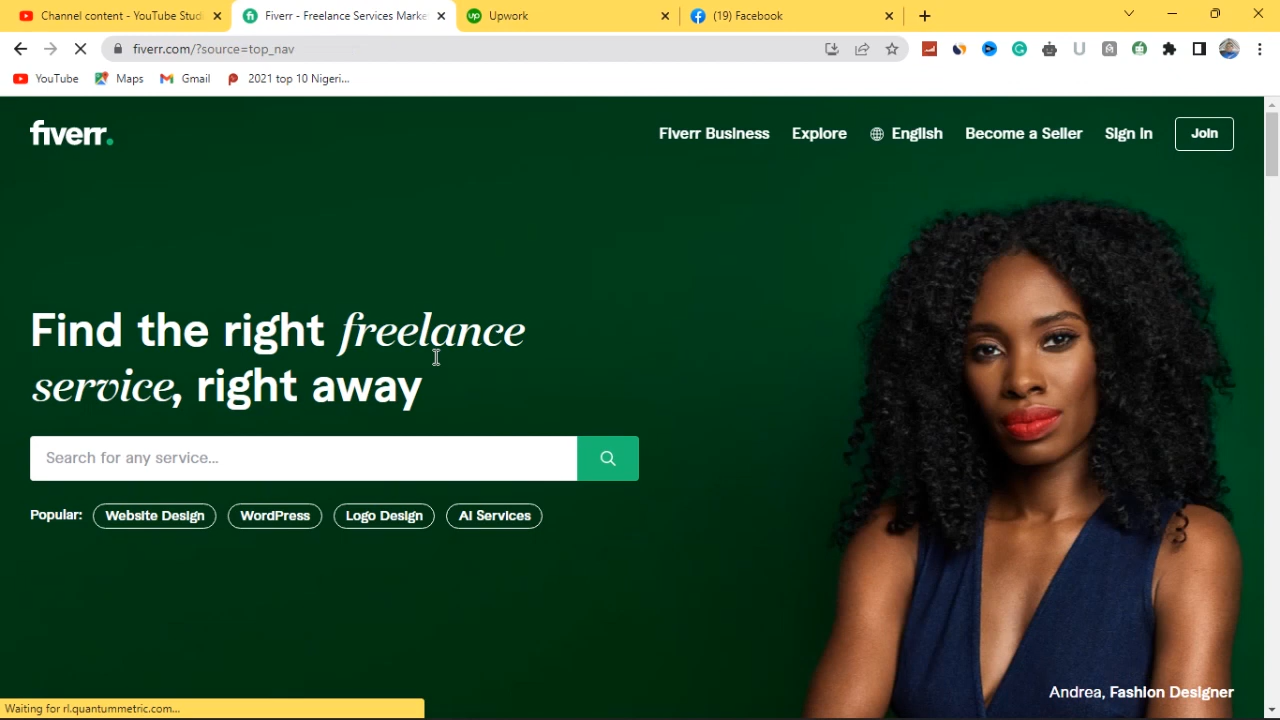 Channel content - YouTube Studi
Fiverr - Freelance Services Marke
Upwork
(19) Facebook
fiverr.com/?source=top_nav
YouTube
Maps
Gmail
2021 top 10 Nigeri...
fiverr.
Fiverr Business
Explore
English
Become a Seller
Sign In
Join
Find the right freelance
service, right away
Search for any service...
Popular:
Website Design
WordPress
Logo Design
AI Services
Andrea, Fashion Designer
Waiting for rl.quantummetric.com...